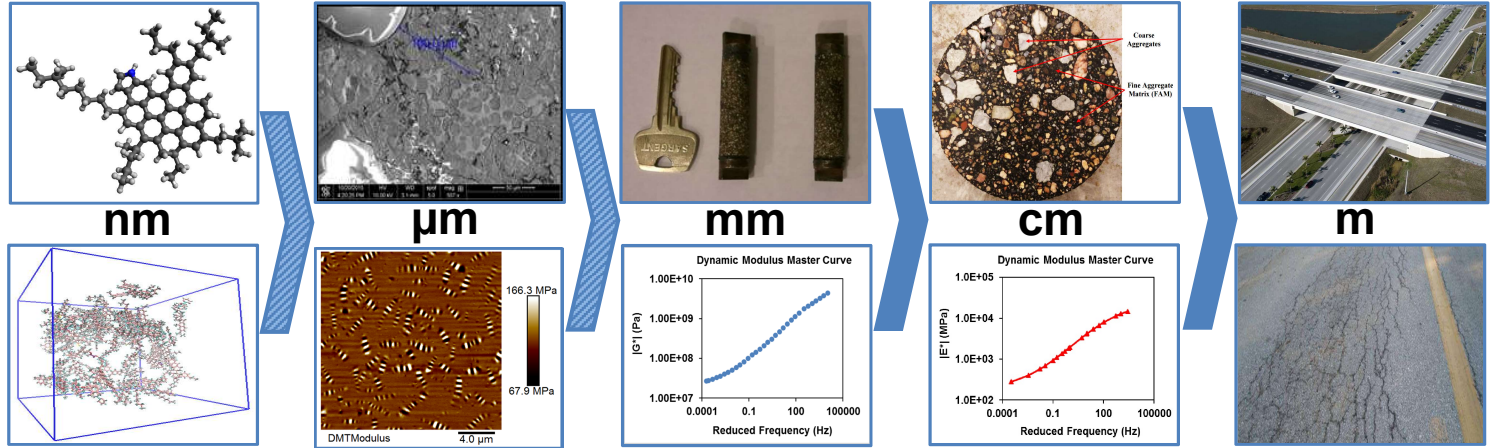 Coarse
Aggregates
Fine Aggregate
Matrix (FAM)
SARGENT
nm
µm
mm
cm
m
166.3 MPa
67.9 MPa
DMTModulus
4.0 µm
Dynamic Modulus Master Curve
1.00E+10
1.00E+09
1.00E+08
1.00E+07
|G*| (Pa)
0.0001 0.1 100 100000
Reduced Frequency (Hz)
Dynamic Modulus Master Curve
1.0E+05
1.0E+04
1.0E+03
1.0E+02
|E*| (MPa)
0.0001 0.1 100 100000
Reduced Frequency (Hz)